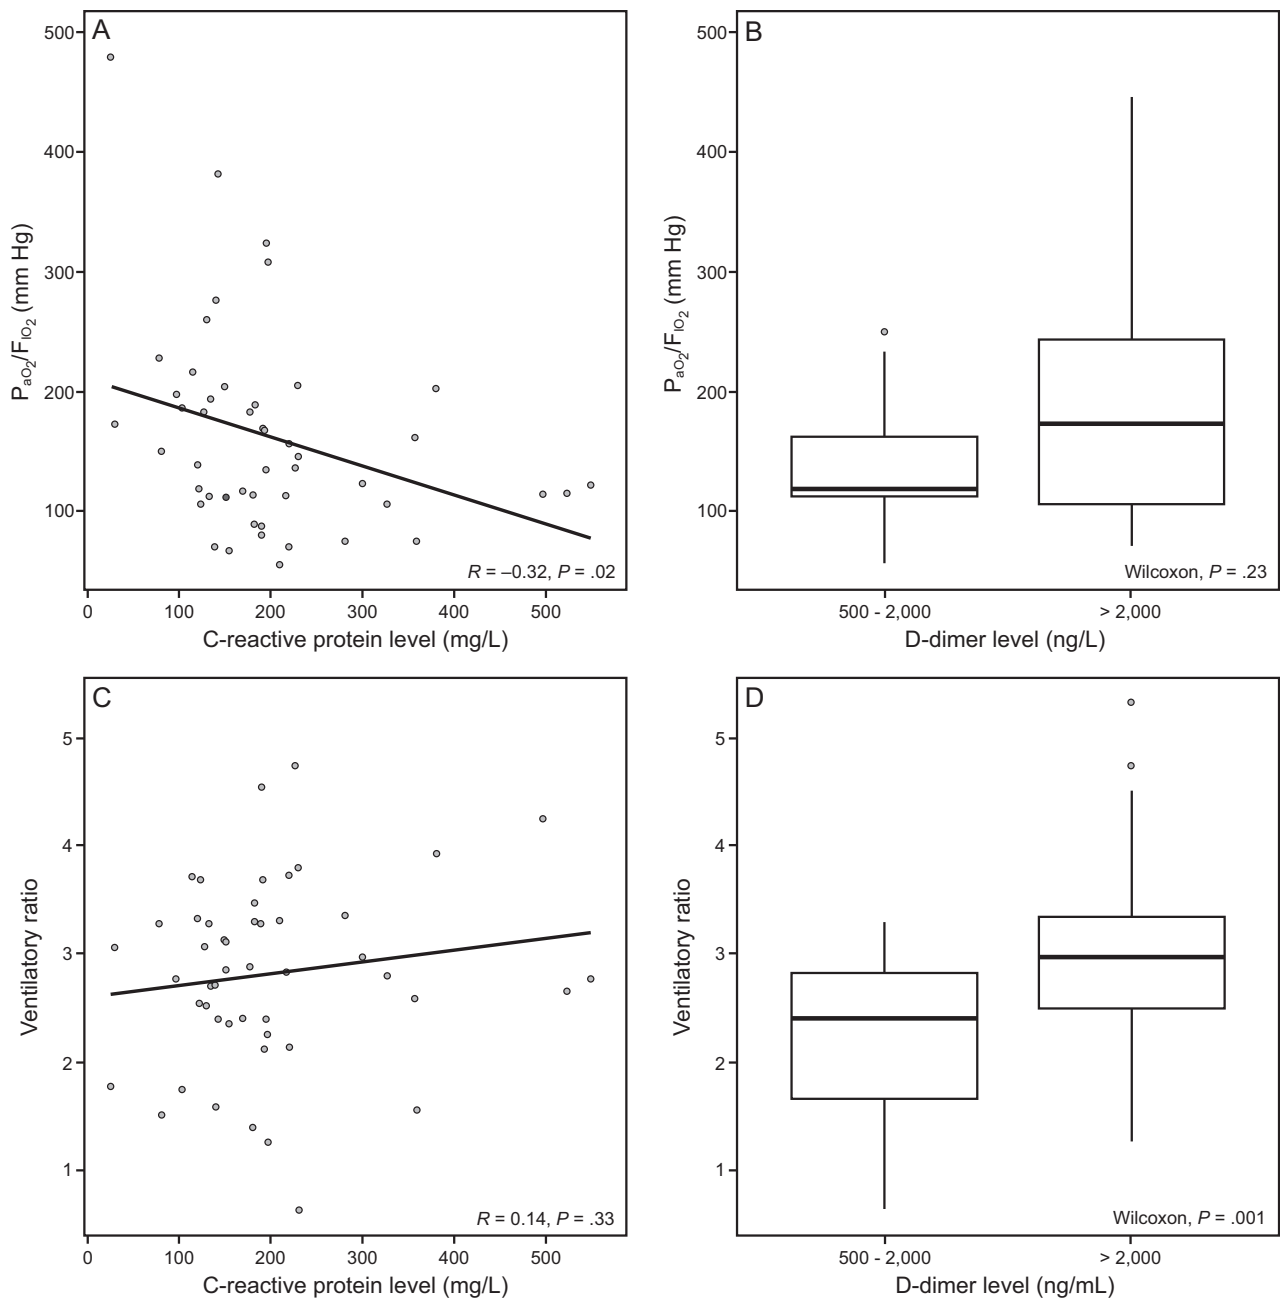 A
500
400
300
200
100
PaO2/FIO2 (mm Hg)
R = –0.32, P = .02
0 100 200 300 400 500
C-reactive protein level (mg/L)
B
500
400
300
200
100
PaO2/FIO2 (mm Hg)
Wilcoxon, P = .23
500 - 2,000 > 2,000
D-dimer level (ng/L)
C
5
4
3
2
1
Ventilatory ratio
R = 0.14, P = .33
0 100 200 300 400 500
C-reactive protein level (mg/L)
D
5
4
3
2
1
Ventilatory ratio
Wilcoxon, P = .001
500 - 2,000 > 2,000
D-dimer level (ng/mL)